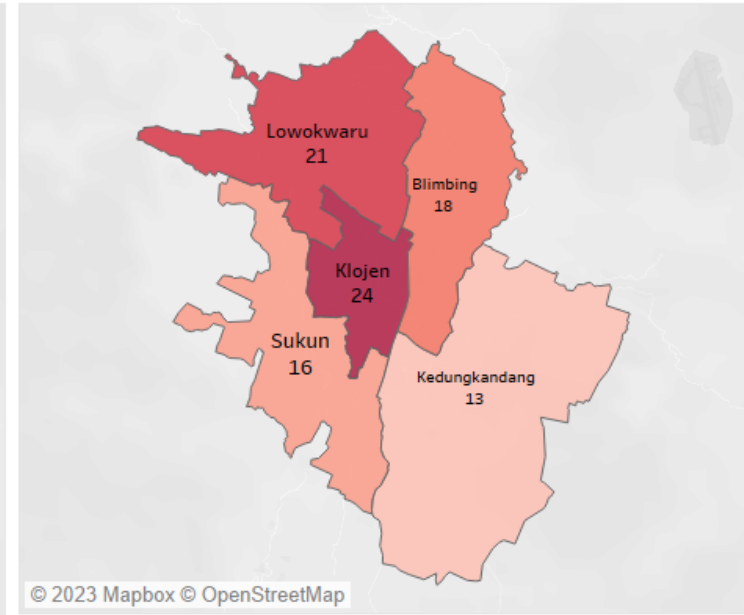 Lowokwaru
21
Blimbing
18
Klojen
24
Sukun
16
Kedungkandang
13
© 2023 Mapbox © OpenStreetMap